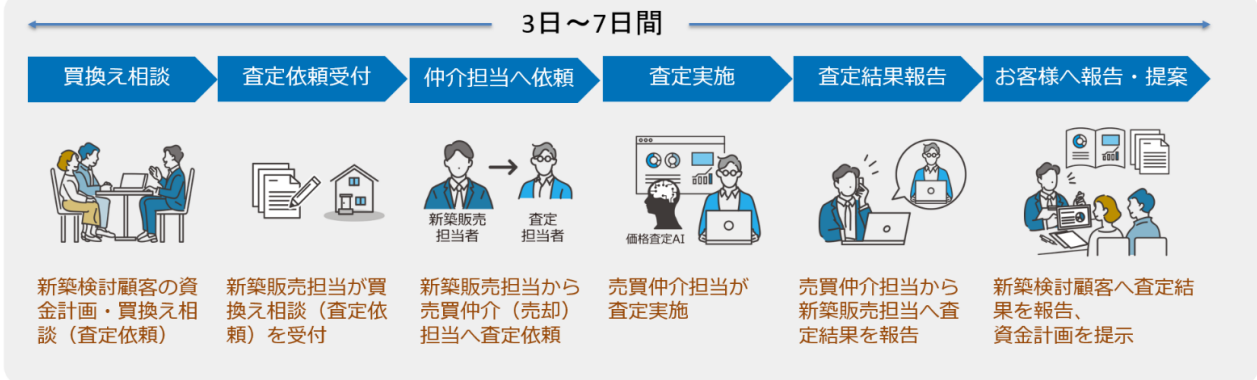 3日～7日間
買換え相談
査定依頼受付
仲介担当へ依頼
査定実施
査定結果報告
お客様へ報告・提案
新築販売
担当者
査定
担当者
価格査定AI
新築検討顧客の資
金計画・買換え相
談（査定依頼）
新築販売担当が買
換え相談（査定依
頼）を受付
新築販売担当から
売買仲介（売却）
担当へ査定依頼
売買仲介担当が
査定実施
売買仲介担当から
新築販売担当へ査
定結果を報告
新築検討顧客へ査定結
果を報告、
資金計画を提示